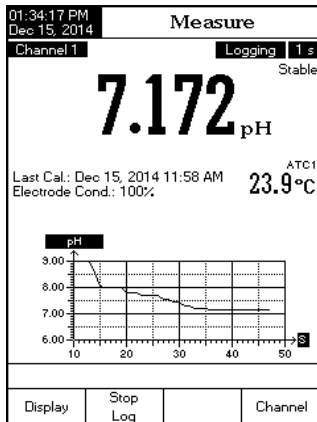 01:34:17 PM
Dec 15, 2014
Measure
Channel 1
Logging 1 s
Stable
7.172 pH
ATC1
Last Cal.: Dec 15, 2014 11:58 AM
23.9°C
Electrode Cond.: 100%
pH
9.00
8.00
7.00
6.00
10 20 30 40 50
S
Display Stop Log Channel